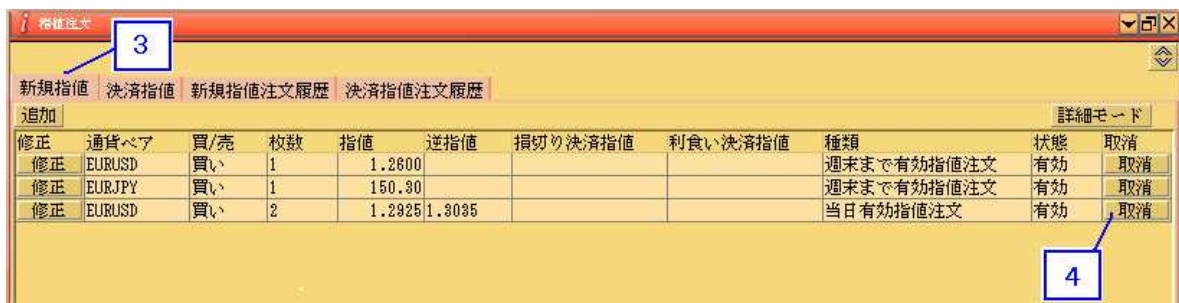 指値注文
3
新規指値 決済指値 新規指値注文履歴 決済指値注文履歴
追加 詳細モード
修正 通貨ペア 買/売 枚数 指値 逆指値 損切り決済指値 利食い決済指値 種類 状態 取消
修正 EURUSD 買い 1 1.2600 週末まで有効指値注文 有効 取消
修正 EURJPY 買い 1 150.30 週末まで有効指値注文 有効 取消
修正 EURUSD 買い 2 1.2925 1.3035 当日有効指値注文 有効 取消
4